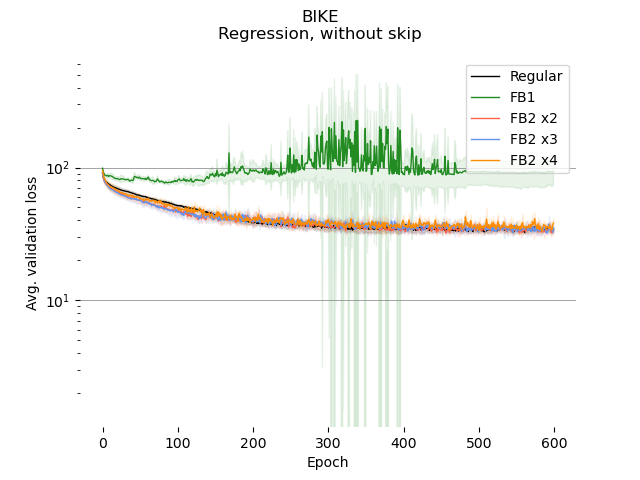 BIKE
Regression, without skip
Regular
FB1
FB2 x2
FB2 x3
FB2 x4
10²
10¹
Avg. validation loss
0 100 200 300 400 500 600
Epoch